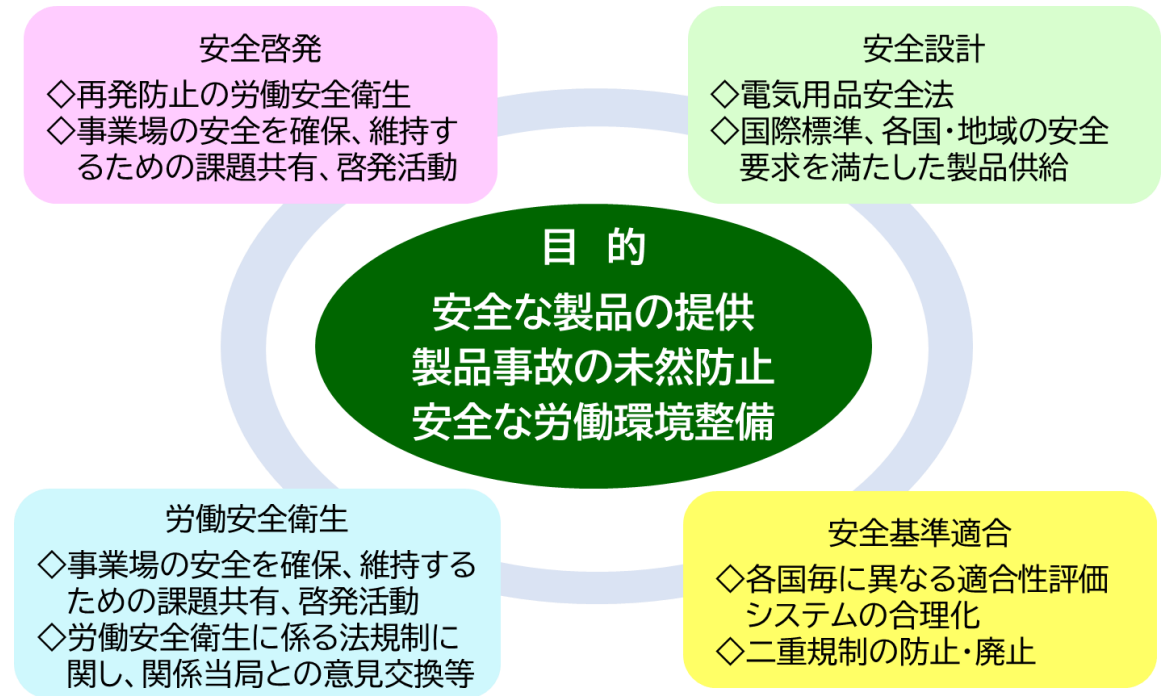 安全啓発
◇再発防止の労働安全衛生
◇事業場の安全を確保、維持す
るための課題共有、啓発活動
安全設計
◇電気用品安全法
◇国際標準、各国・地域の安全
要求を満たした製品供給
目 的
安全な製品の提供
製品事故の未然防止
安全な労働環境整備
労働安全衛生
◇事業場の安全を確保、維持する
ための課題共有、啓発活動
◇労働安全衛生に係る法規制に
関し、関係当局との意見交換等
安全基準適合
◇各国毎に異なる適合性評価
システムの合理化
◇二重規制の防止・廃止